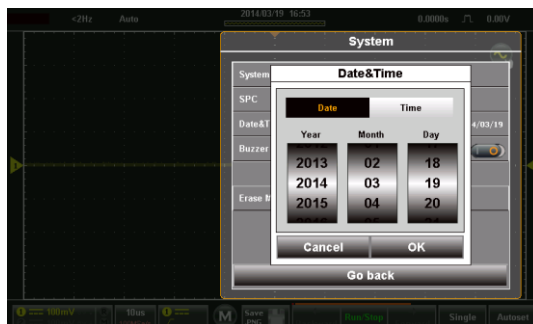 <2Hz Auto 2014/03/19 16:53 0.0000s 0.00V
System
System
Date&Time
SPC
Date Time
Date&T 4/03/19
Year Month Day
Buzzer
2013 02 18
2014 03 19
2015 04 20
Erase M
Cancel OK
Go back
100mV 10us M Save PNG Run/Stop Single Autoset